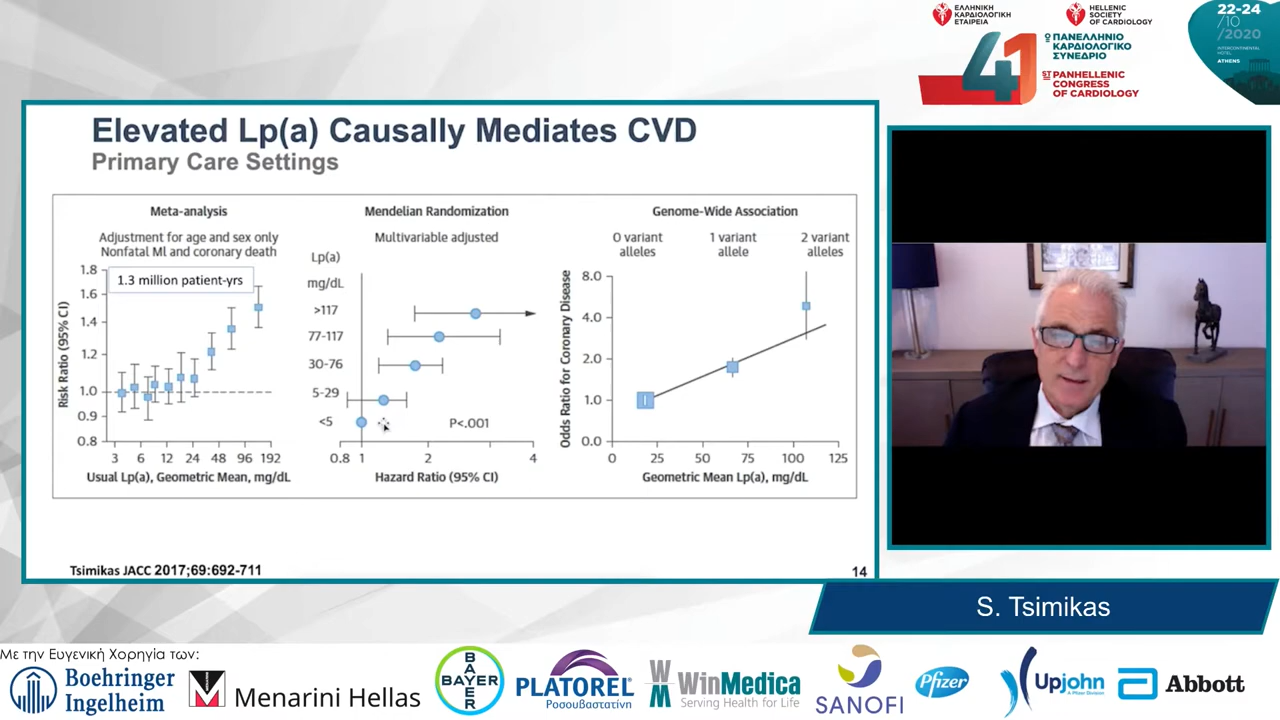 ΕΛΛΗΝΙΚΗ
ΚΑΡΔΙΟΛΟΓΙΚΗ
ΕΤΑΙΡΕΙΑ
HELLENIC
SOCIETY
OF CARDIOLOGY
41
Ο ΠΑΝΕΛΛΗΝΙΟ
ΚΑΡΔΙΟΛΟΓΙΚΟ
ΣΥΝΕΔΡΙΟ
ST PANHELLENIC
CONGRESS
OF CARDIOLOGY
22-24
/10
/2020
INTERCONTINENTAL
HOTEL
ATHENS
Elevated Lp(a) Causally Mediates CVD
Primary Care Settings
Meta-analysis
Adjustment for age and sex only
Nonfatal MI and coronary death
1.3 million patient-yrs
Risk Ratio (95% CI)
1.8
1.6
1.4
1.2
1.0
0.9
0.8
3 6 12 24 48 96 192
Usual Lp(a), Geometric Mean, mg/dL
Mendelian Randomization
Multivariable adjusted
Lp(a)
mg/dL
>117
77-117
30-76
5-29
<5
P<.001
0.8 1 2 4
Hazard Ratio (95% CI)
Genome-Wide Association
0 variant
alleles
1 variant
allele
2 variant
alleles
Odds Ratio for Coronary Disease
8.0
4.0
2.0
1.0
0.0
0 25 50 75 100 125
Geometric Mean Lp(a), mg/dL
Tsimikas JACC 2017;69:692-711
14
S. Tsimikas
Με την Ευγενική Χορηγία των:
Boehringer
Ingelheim
Menarini Hellas
BAYER
BAYER
PLATOREL
Ροσουβαστατίνη
WinMedica
Serving Health for Life
SANOFI
Pfizer
Upjohn
A Pfizer Division
Abbott